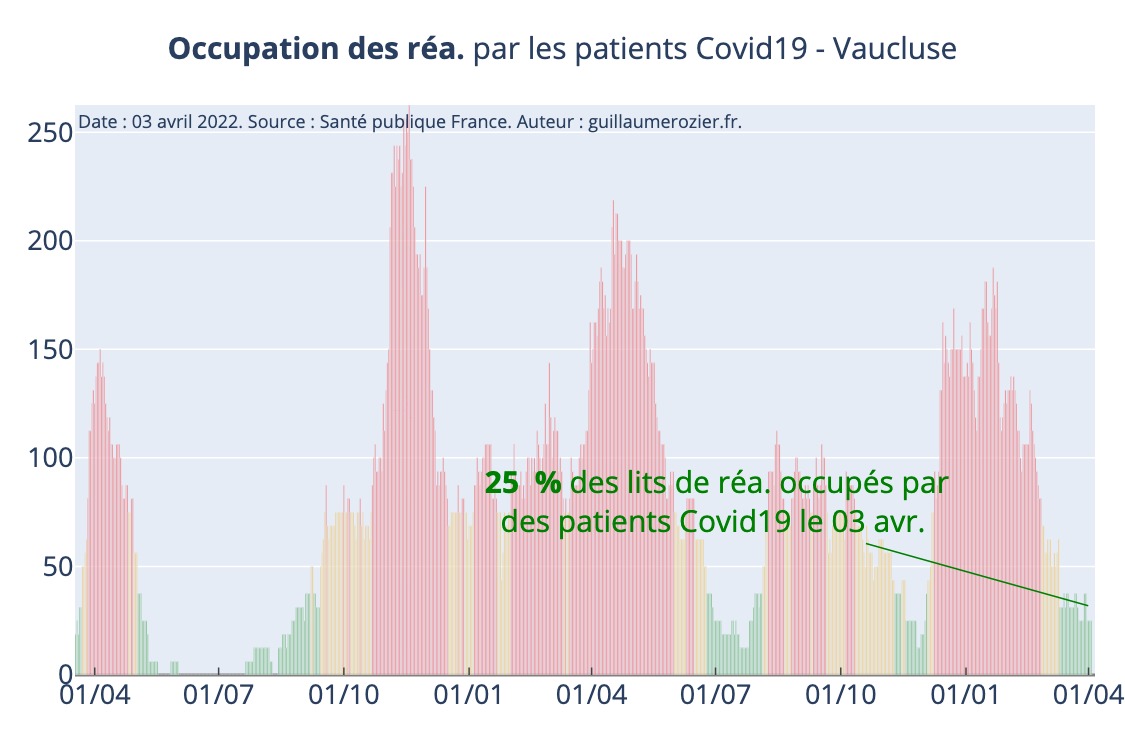 Occupation des réa. par les patients Covid19 - Vaucluse
Date : 03 avril 2022. Source : Santé publique France. Auteur : guillaumerozier.fr.
250
200
150
100
50
0
25 % des lits de réa. occupés par
des patients Covid19 le 03 avr.
01/04 01/07 01/10 01/01 01/04 01/07 01/10 01/01 01/04